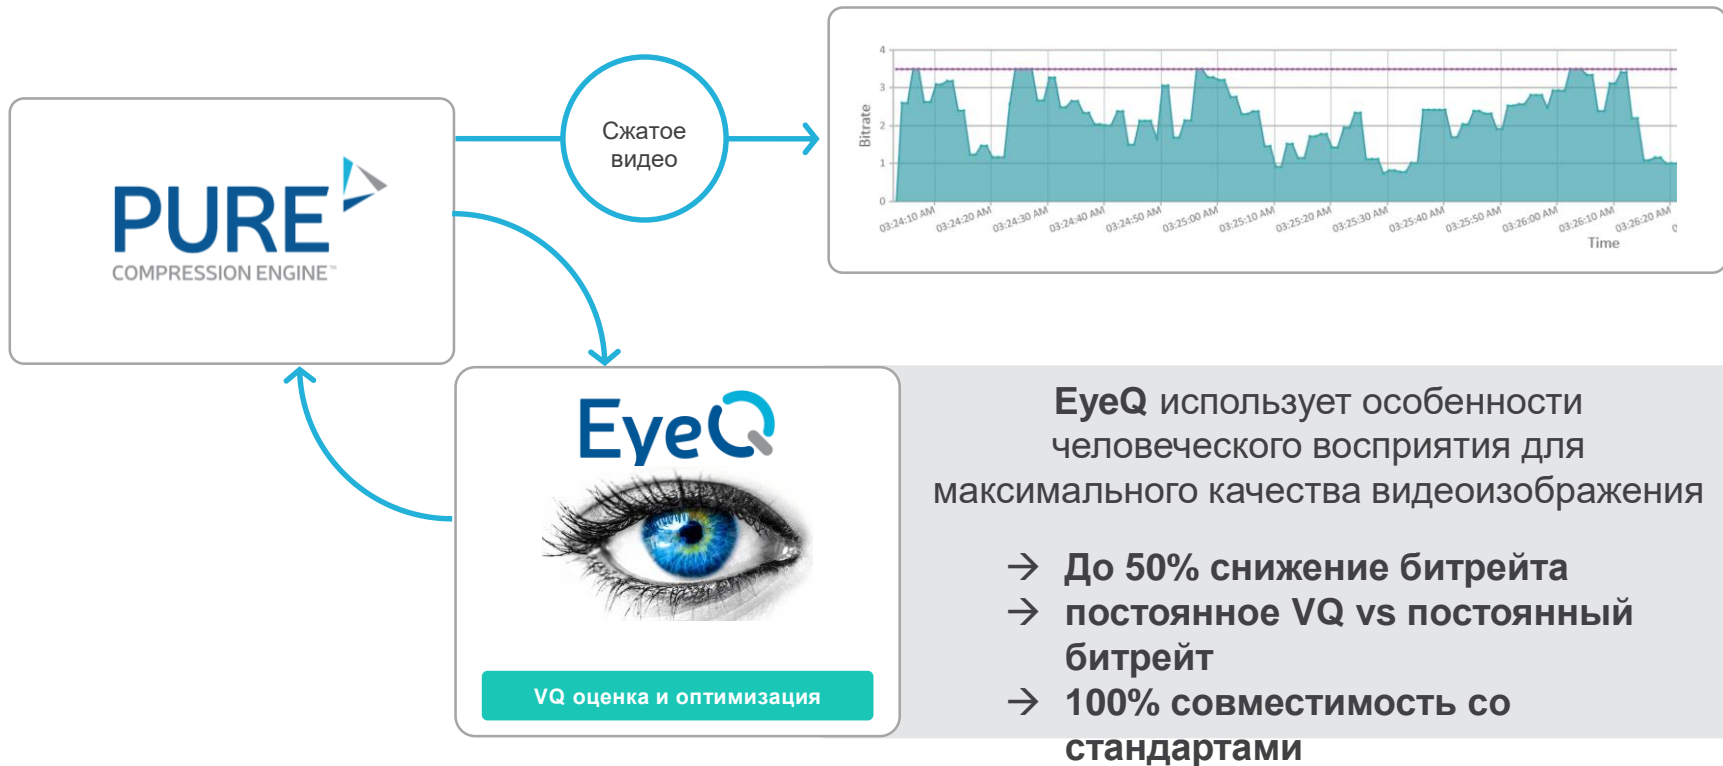 PURE
COMPRESSION ENGINE™
Сжатое
видео
4
3
2
1
0
Bitrate
03:24:10 AM
03:24:20 AM
03:24:30 AM
03:24:40 AM
03:24:50 AM
03:25:00 AM
03:25:10 AM
03:25:20 AM
03:25:30 AM
03:25:40 AM
03:25:50 AM
03:26:00 AM
03:26:10 AM
03:26:20 AM
Time
EyeQ
VQ оценка и оптимизация
EyeQ использует особенности
человеческого восприятия для
максимального качества видеоизображения
→ До 50% снижение битрейта
→ постоянное VQ vs постоянный
битрейт
→ 100% совместимость со
стандартами